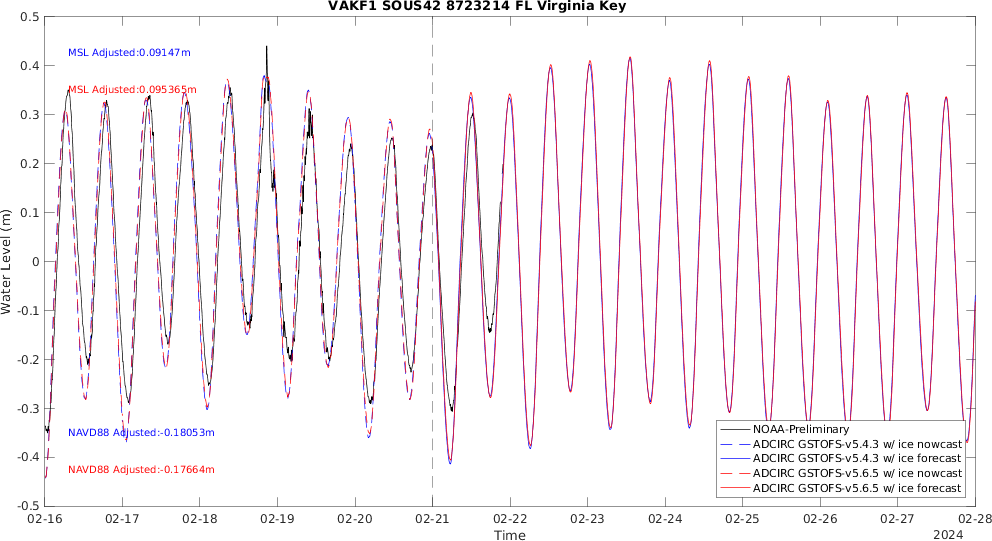 VAKF1 SOUS42 8723214 FL Virginia Key
0.5
0.4
0.3
0.2
0.1
0
-0.1
-0.2
-0.3
-0.4
-0.5
Water Level (m)
MSL Adjusted:0.09147m
MSL Adjusted:0.095365m
NAVD88 Adjusted:-0.18053m
NAVD88 Adjusted:-0.17664m
NOAA-Preliminary
ADCIRC GSTOFS-v5.4.3 w/ ice nowcast
ADCIRC GSTOFS-v5.4.3 w/ ice forecast
ADCIRC GSTOFS-v5.6.5 w/ ice nowcast
ADCIRC GSTOFS-v5.6.5 w/ ice forecast
02-16 02-17 02-18 02-19 02-20 02-21 02-22 02-23 02-24 02-25 02-26 02-27 02-28
Time
2024